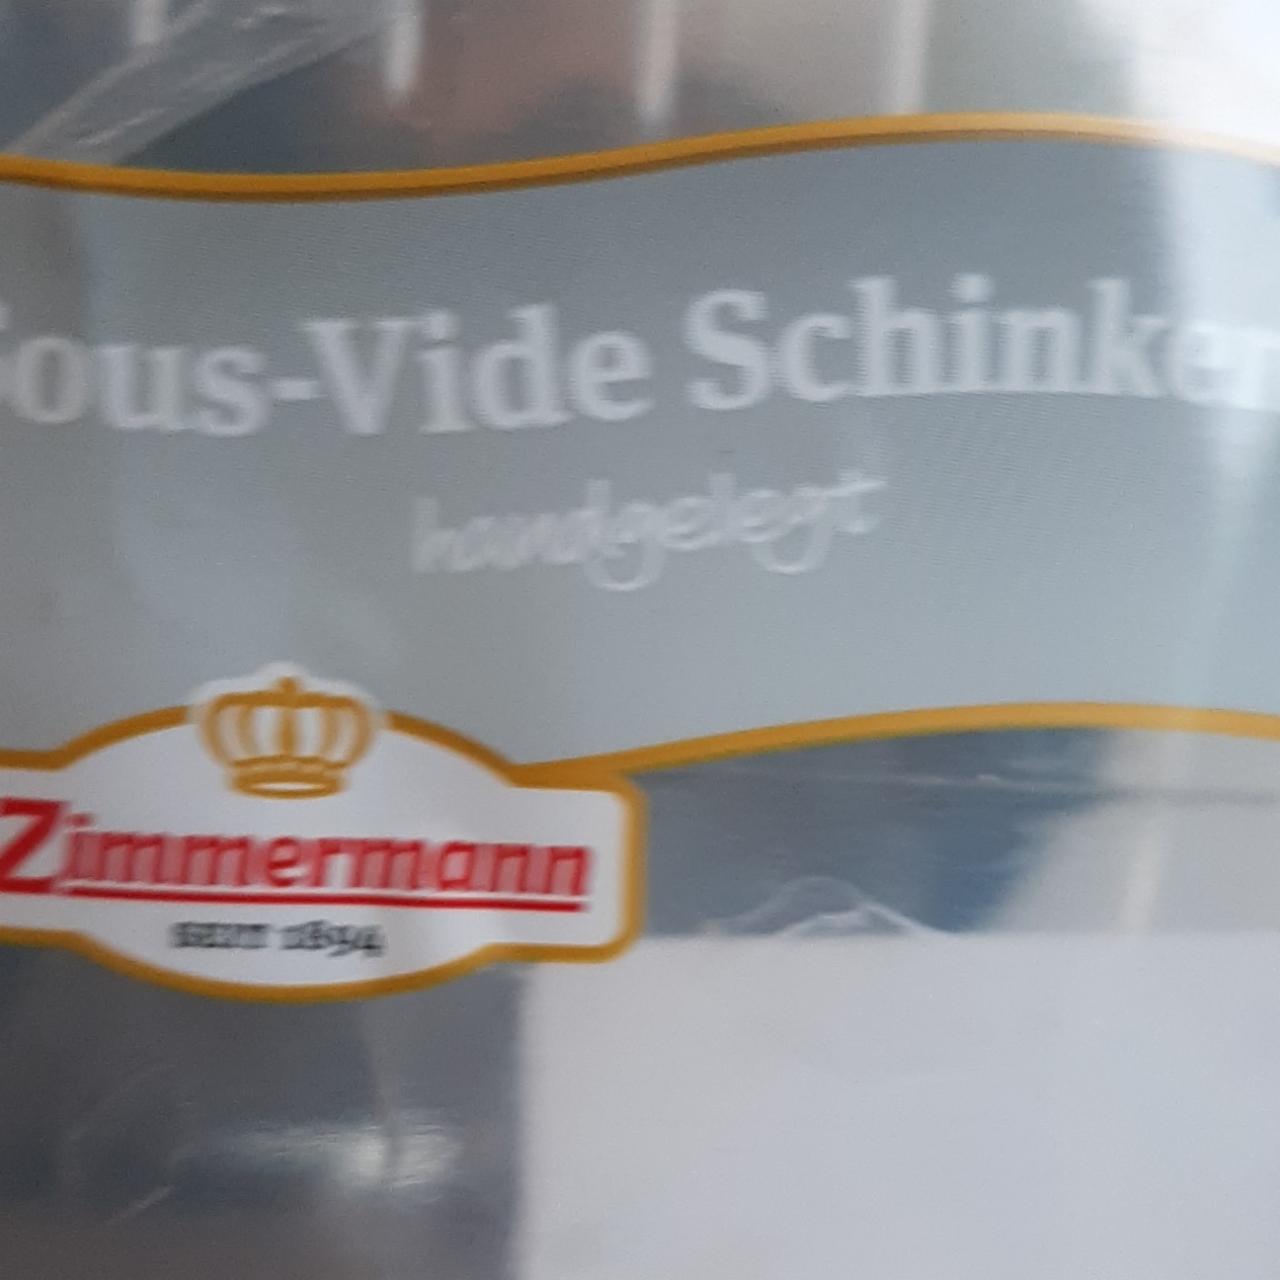 Sous-Vide Schinken
handgelegt
Zimmermann
SEIT 1894